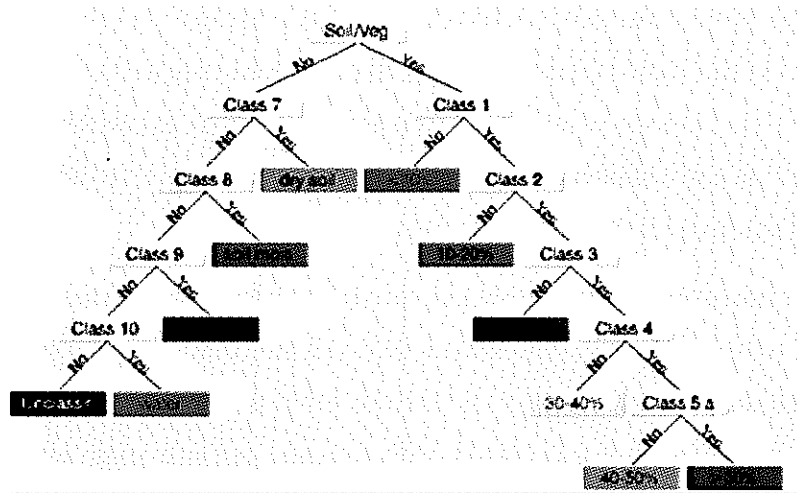 Soil/Veg
No Yes
Class 7 Class 1
No Yes No Yes
Class 8 dry soil Class 2
No Yes No Yes
Class 9 10-20% Class 3
No Yes No Yes
Class 10 Class 4
No Yes No Yes
30-40% Class 5 a
No Yes
40-50%